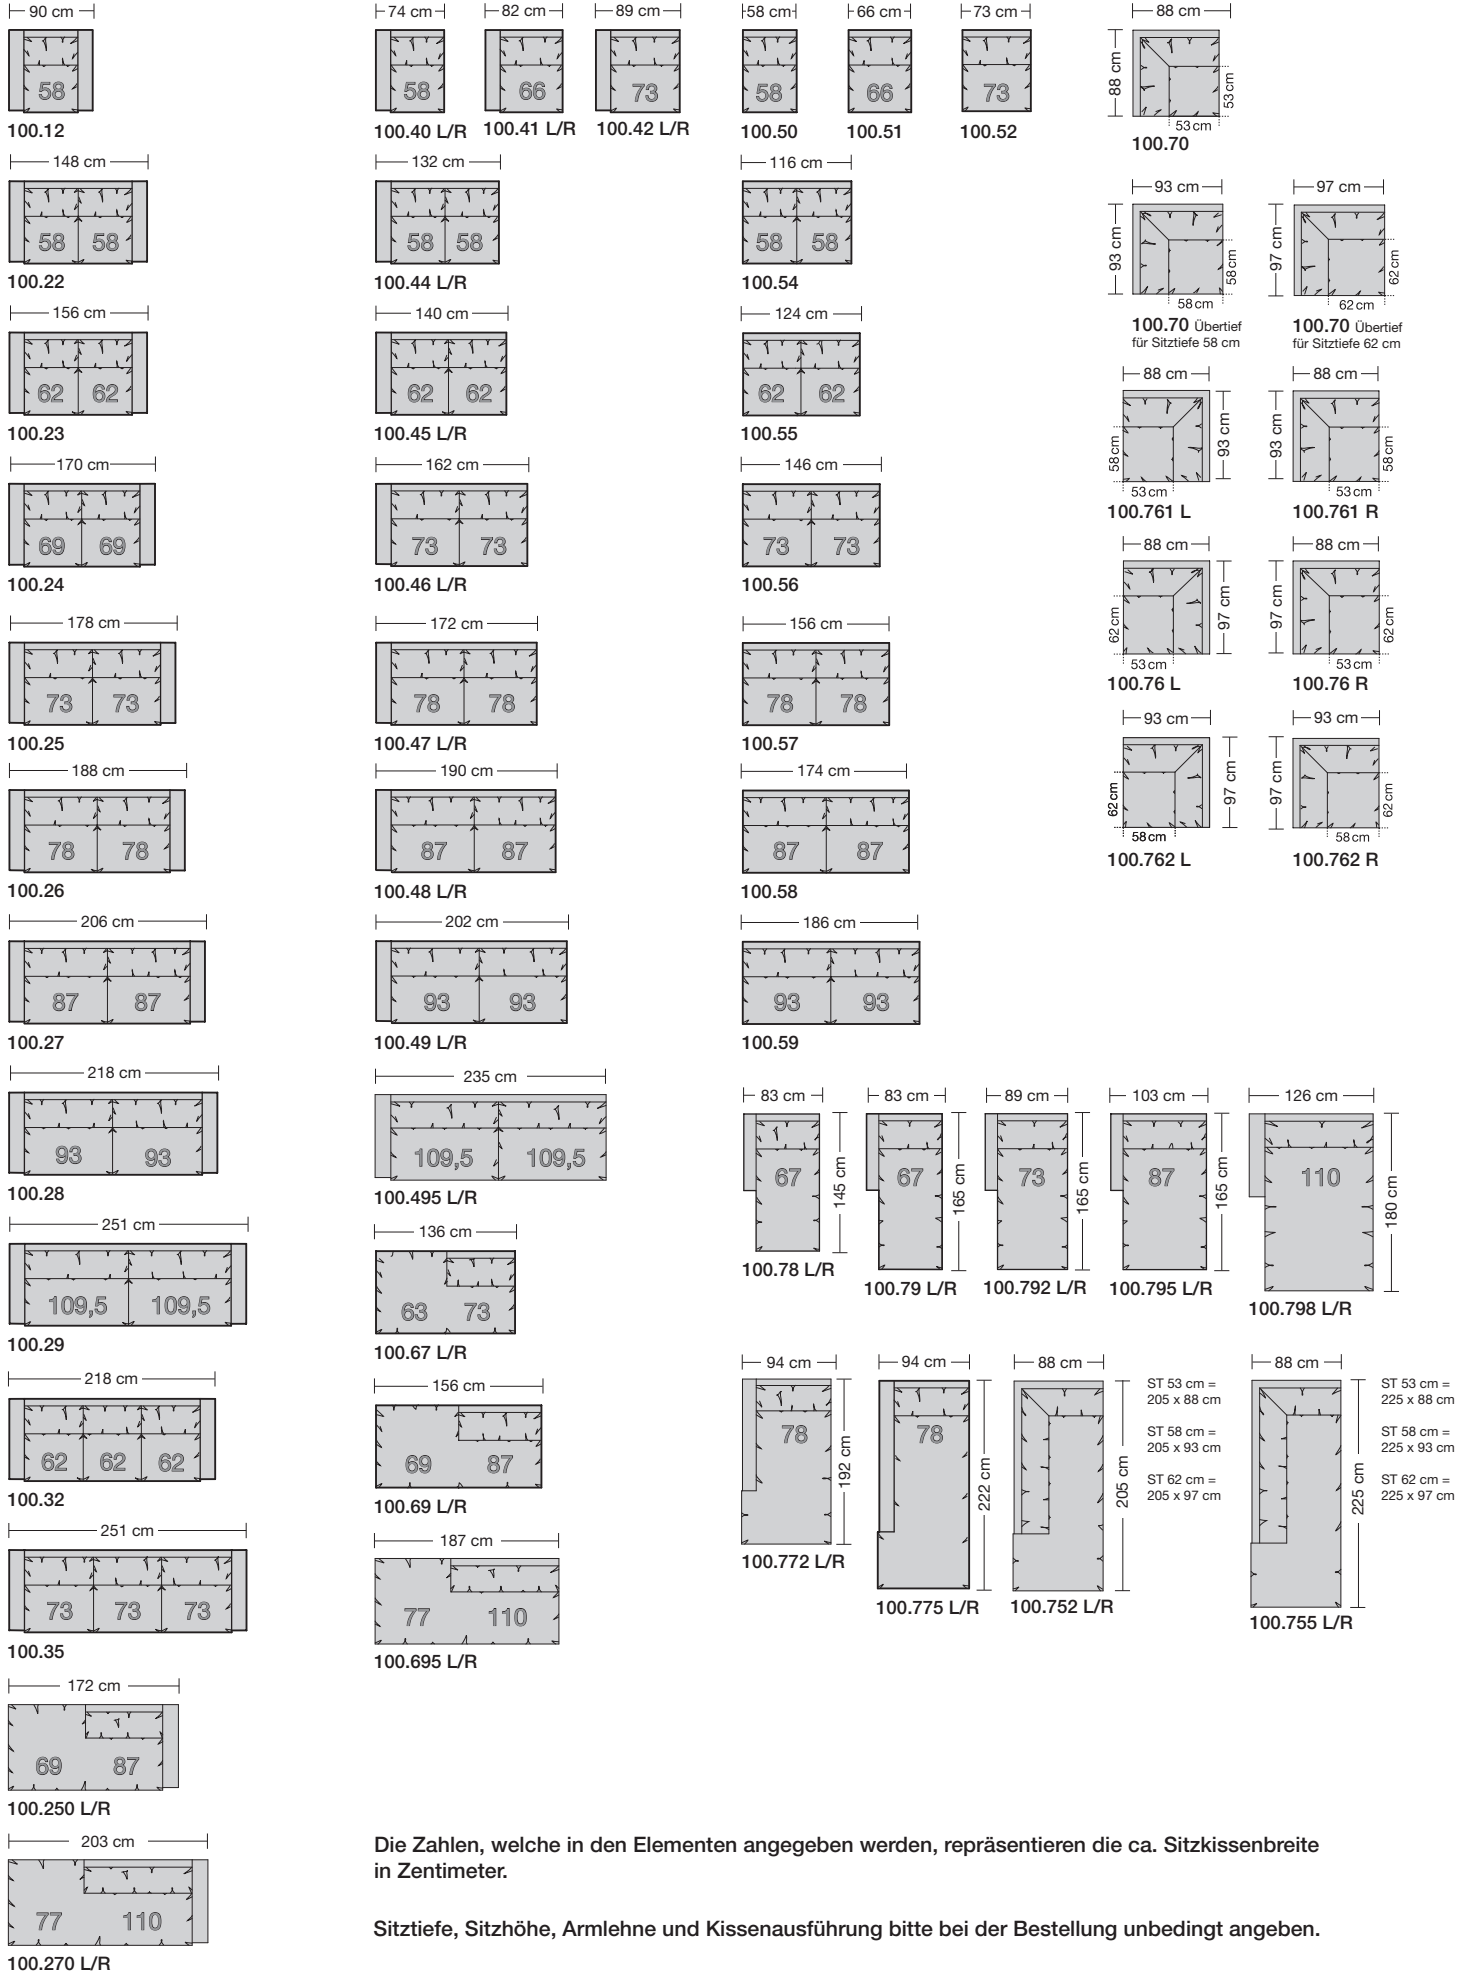 90 cm
58
100.12
148 cm
58 58
100.22
156 cm
62 62
100.23
170 cm
69 69
100.24
178 cm
73 73
100.25
188 cm
78 78
100.26
206 cm
87 87
100.27
218 cm
93 93
100.28
251 cm
109,5 109,5
100.29
218 cm
62 62 62
100.32
251 cm
73 73 73
100.35
172 cm
69 87
100.250 L/R
203 cm
77 110
100.270 L/R
74 cm
58
100.40 L/R
82 cm
66
100.41 L/R
89 cm
73
100.42 L/R
132 cm
58 58
100.44 L/R
140 cm
62 62
100.45 L/R
162 cm
73 73
100.46 L/R
172 cm
78 78
100.47 L/R
190 cm
87 87
100.48 L/R
202 cm
93 93
100.49 L/R
235 cm
109,5 109,5
100.495 L/R
136 cm
63 73
100.67 L/R
156 cm
69 87
100.69 L/R
187 cm
77 110
100.695 L/R
58 cm
58
100.50
66 cm
66
100.51
73 cm
73
100.52
116 cm
58 58
100.54
124 cm
62 62
100.55
146 cm
73 73
100.56
156 cm
78 78
100.57
174 cm
87 87
100.58
186 cm
93 93
100.59
88 cm
88 cm
53 cm
53 cm
100.70
93 cm
93 cm
58 cm
58 cm
100.70 Übertief
für Sitztiefe 58 cm
97 cm
97 cm
62 cm
62 cm
100.70 Übertief
für Sitztiefe 62 cm
88 cm
58 cm
93 cm
53 cm
100.761 L
88 cm
93 cm
58 cm
53 cm
100.761 R
88 cm
62 cm
97 cm
53 cm
100.76 L
88 cm
97 cm
62 cm
53 cm
100.76 R
93 cm
62 cm
97 cm
58 cm
100.762 L
93 cm
97 cm
62 cm
58 cm
100.762 R
83 cm
67
145 cm
100.78 L/R
83 cm
67
165 cm
100.79 L/R
89 cm
73
165 cm
100.792 L/R
103 cm
87
165 cm
100.795 L/R
126 cm
110
180 cm
100.798 L/R
94 cm
78
192 cm
100.772 L/R
94 cm
78
222 cm
100.775 L/R
88 cm
205 cm
100.752 L/R
ST 53 cm =
205 x 88 cm
ST 58 cm =
205 x 93 cm
ST 62 cm =
205 x 97 cm
88 cm
225 cm
100.755 L/R
ST 53 cm =
225 x 88 cm
ST 58 cm =
225 x 93 cm
ST 62 cm =
225 x 97 cm
Die Zahlen, welche in den Elementen angegeben werden, repräsentieren die ca. Sitzkissenbreite
in Zentimeter.
Sitztiefe, Sitzhöhe, Armlehne und Kissenausführung bitte bei der Bestellung unbedingt angeben.